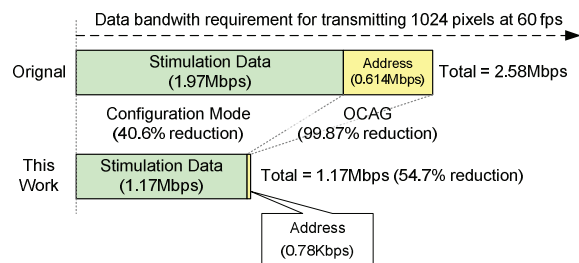 Data bandwith requirement for transmitting 1024 pixels at 60 fps
Orignal
Stimulation Data
(1.97Mbps)
Address
(0.614Mbps)
Total = 2.58Mbps
Configuration Mode
(40.6% reduction)
OCAG
(99.87% reduction)
This
Work
Stimulation Data
(1.17Mbps)
Total = 1.17Mbps (54.7% reduction)
Address
(0.78Kbps)